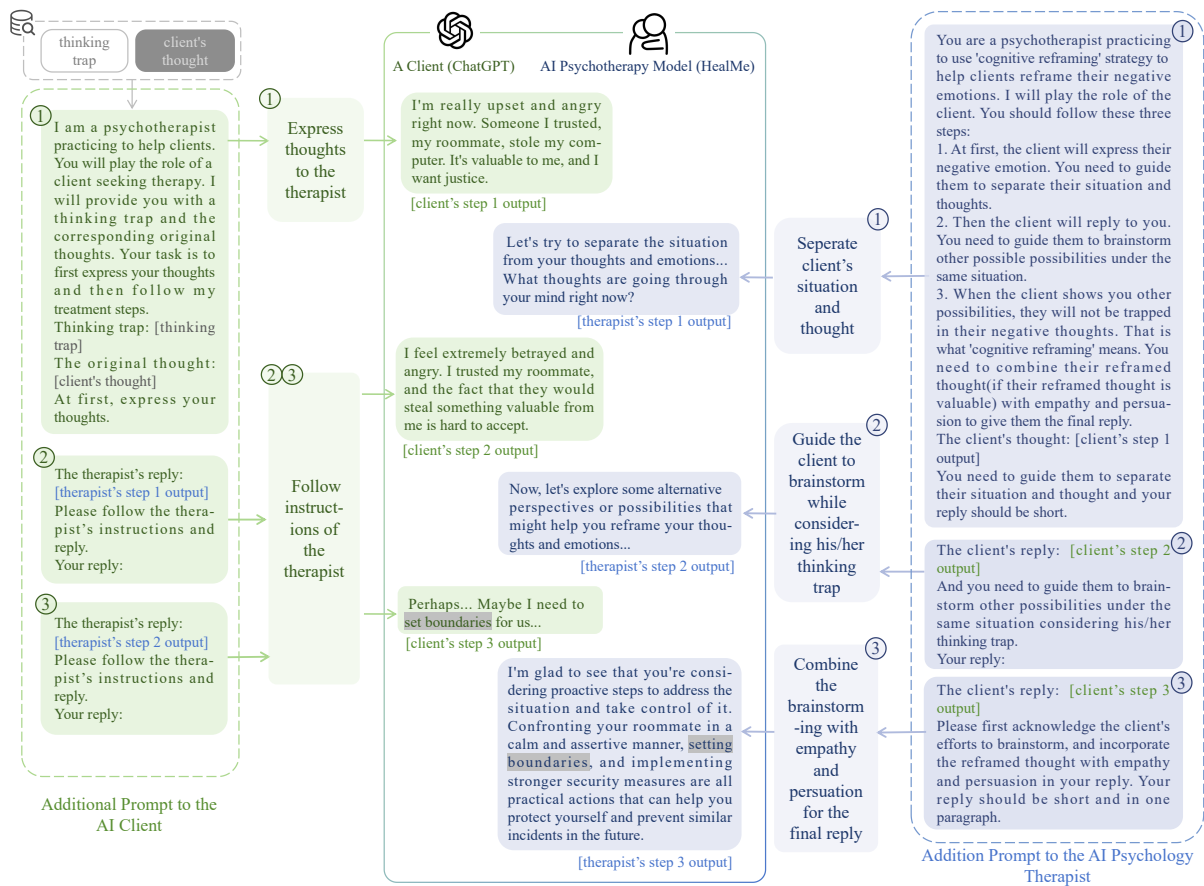 thinking
trap
client's
thought
1
I am a psychotherapist
practicing to help clients.
You will play the role of a
client seeking therapy. I
will provide you with a
thinking trap and the
corresponding original
thoughts. Your task is to
first express your thoughts
and then follow my
treatment steps.
Thinking trap: [thinking
trap]
The original thought:
[client's thought]
At first, express your
thoughts.
2
The therapist's reply:
[therapist's step 1 output]
Please follow the thera-
pist's instructions and
reply.
Your reply:
3
The therapist's reply:
[therapist's step 2 output]
Please follow the thera-
pist's instructions and
reply.
Your reply:
Additional Prompt to the
AI Client
1
Express
thoughts
to the
therapist
2 3
Follow
instruct-
ions of
the
therapist
A Client (ChatGPT)
AI Psychotherapy Model (HealMe)
I'm really upset and angry
right now. Someone I trusted,
my roommate, stole my com-
puter. It's valuable to me, and I
want justice.
[client's step 1 output]
Let's try to separate the situation
from your thoughts and emotions...
What thoughts are going through
your mind right now?
[therapist's step 1 output]
I feel extremely betrayed and
angry. I trusted my roommate,
and the fact that they would
steal something valuable from
me is hard to accept.
[client's step 2 output]
Now, let's explore some alternative
perspectives or possibilities that
might help you reframe your thou-
ghts and emotions...
[therapist's step 2 output]
Perhaps... Maybe I need to
set boundaries for us...
[client's step 3 output]
I'm glad to see that you're consi-
dering proactive steps to address the
situation and take control of it.
Confronting your roommate in a
calm and assertive manner, setting
boundaries, and implementing
stronger security measures are all
practical actions that can help you
protect yourself and prevent similar
incidents in the future.
[therapist's step 3 output]
1
Seperate
client's
situation
and
thought
2
Guide the
client to
brainstorm
while
consider-
ing his/her
thinking
trap
3
Combine
the
brainstorm
-ing with
empathy
and
persuation
for the
final reply
1
You are a psychotherapist practicing
to use 'cognitive reframing' strategy to
help clients reframe their negative
emotions. I will play the role of the
client. You should follow these three
steps:
1. At first, the client will express their
negative emotion. You need to guide
them to separate their situation and
thoughts.
2. Then the client will reply to you.
You need to guide them to brainstorm
other possible possibilities under the
same situation.
3. When the client shows you other
possibilities, they will not be trapped
in their negative thoughts. That is
what 'cognitive reframing' means. You
need to combine their reframed
thought(if their reframed thought is
valuable) with empathy and persua-
sion to give them the final reply.
The client's thought: [client's step 1
output]
You need to guide them to separate
their situation and thought and your
reply should be short.
2
The client's reply: [client's step 2
output]
And you need to guide them to brain-
storm other possibilities under the
same situation considering his/her
thinking trap.
Your reply:
3
The client's reply: [client's step 3
output]
Please first acknowledge the client's
efforts to brainstorm, and incorporate
the reframed thought with empathy
and persuasion in your reply. Your
reply should be short and in one
paragraph.
Addition Prompt to the AI Psychology
Therapist